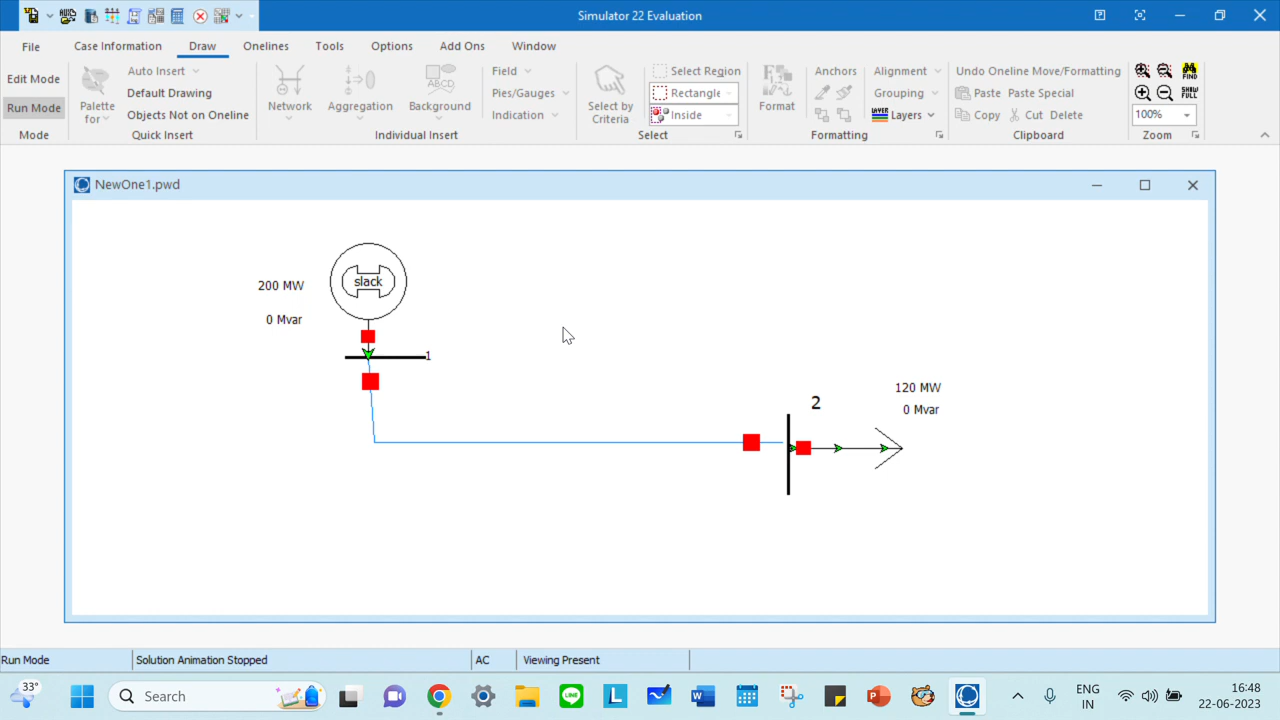 Simulator 22 Evaluation
File Case Information Draw Onelines Tools Options Add Ons Window
Edit Mode
Run Mode
Mode
Palette for
Auto Insert
Default Drawing
Objects Not on Oneline
Quick Insert
Network
Aggregation
ABCD
Background
Field
Pies/Gauges
Indication
Individual Insert
Select by Criteria
Select Region
Rectangle
Inside
Select
Format
Anchors
Alignment
Grouping
LAYER Layers
Formatting
Undo Oneline Move/Formatting
Paste Paste Special
Copy Cut Delete
Clipboard
FIND
SHOW FULL
100%
Zoom
NewOne1.pwd
slack
200 MW
0 Mvar
1
120 MW
2
0 Mvar
Run Mode Solution Animation Stopped AC Viewing Present
33°
Search
LINE
L
ENG
IN
16:48
22-06-2023